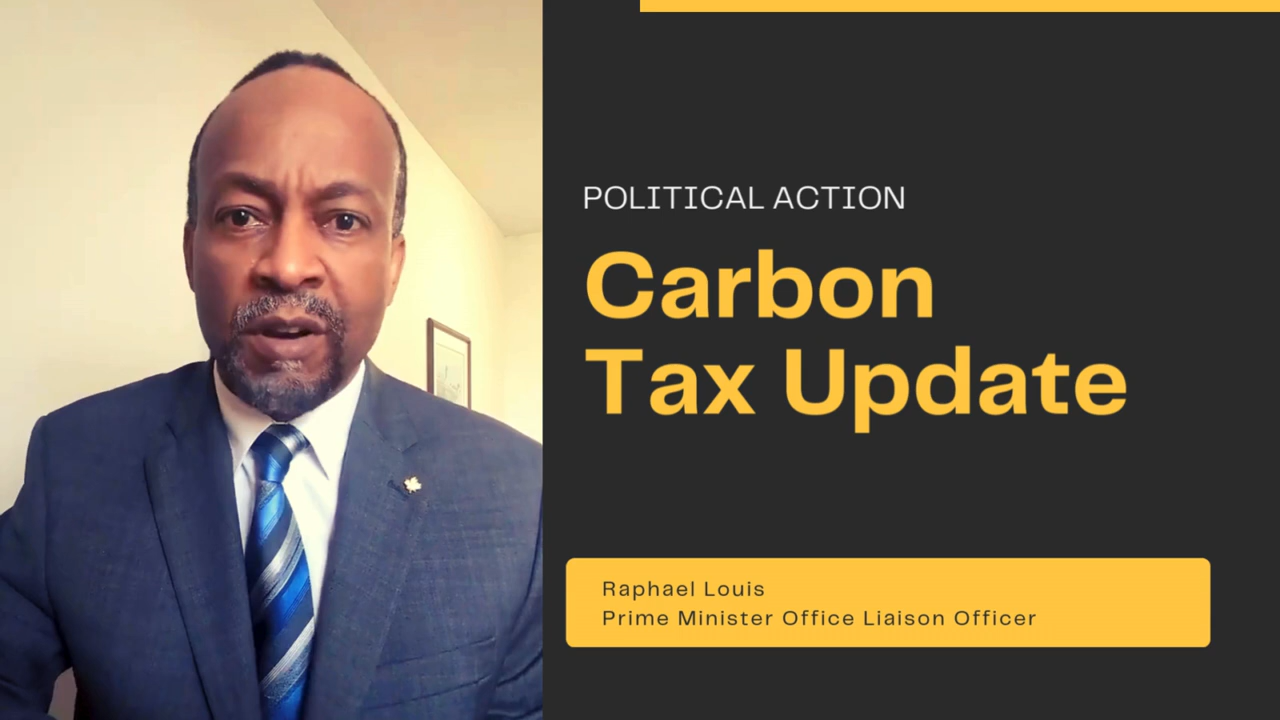 POLITICAL ACTION
Carbon
Tax Update
Raphael Louis
Prime Minister Office Liaison Officer